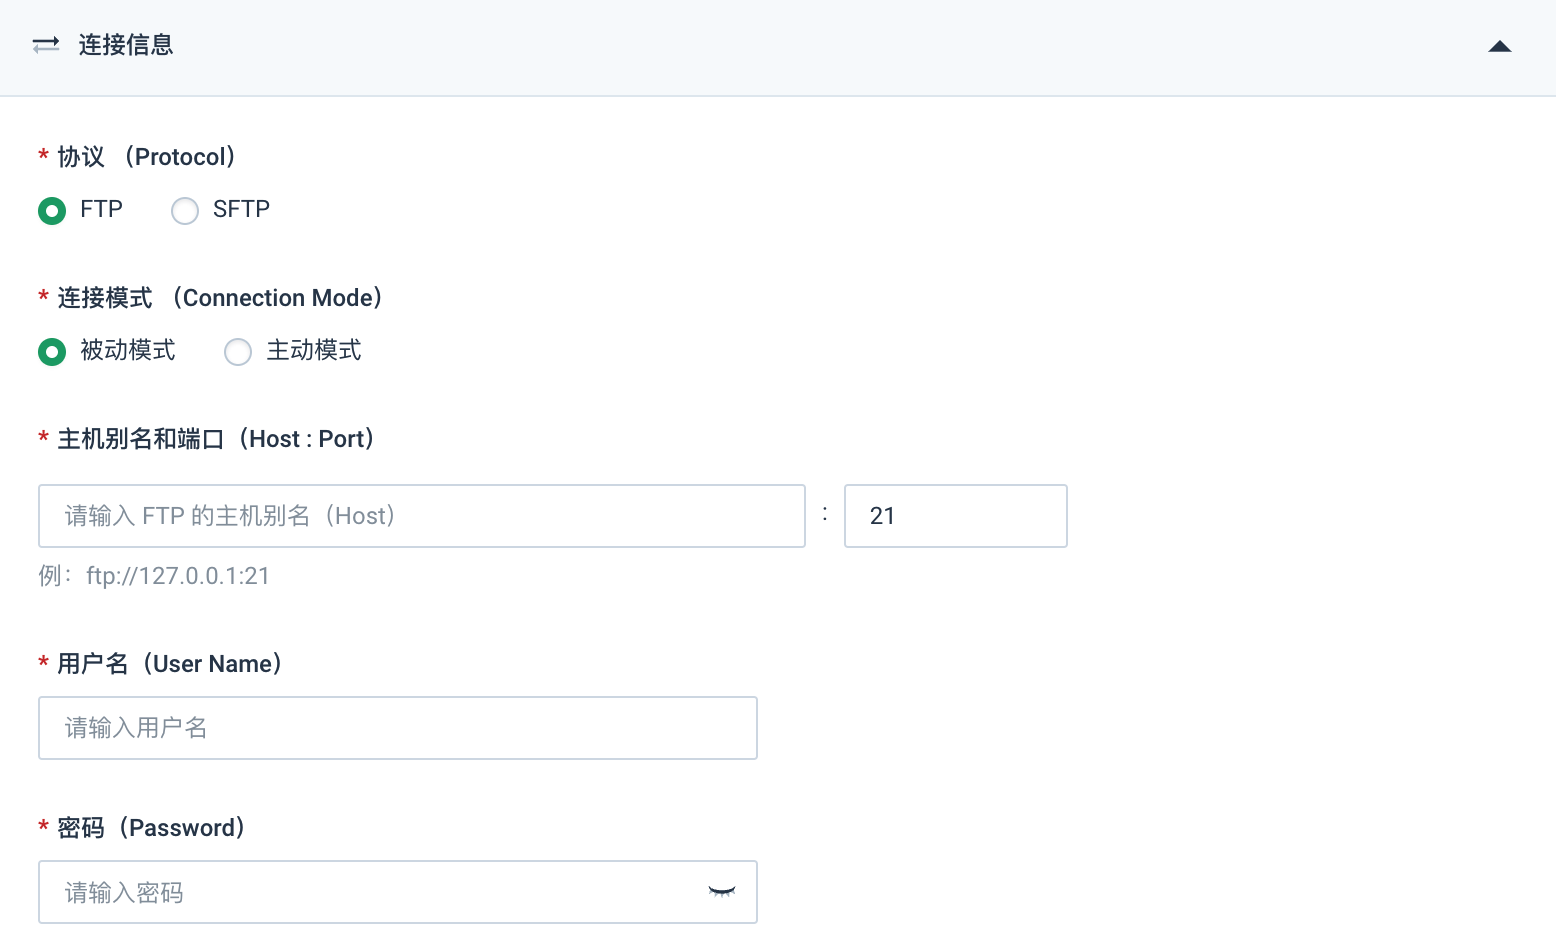 连接信息
* 协议 （Protocol）
FTP SFTP
* 连接模式 （Connection Mode）
被动模式 主动模式
* 主机别名和端口（Host : Port）
请输入 FTP 的主机别名（Host） : 21
例：ftp://127.0.0.1:21
* 用户名（User Name）
请输入用户名
* 密码（Password）
请输入密码